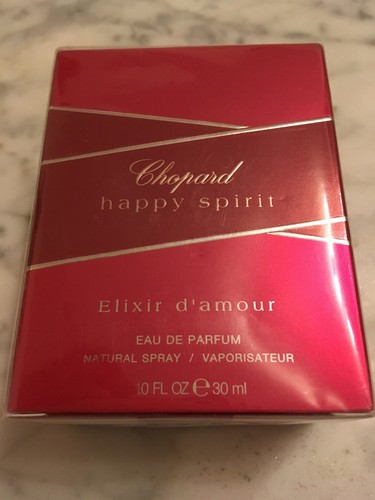 Chopard
happy spirit
Elixir d'amour
EAU DE PARFUM
NATURAL SPRAY / VAPORISATEUR
1.0 FL OZ ℮ 30 ml